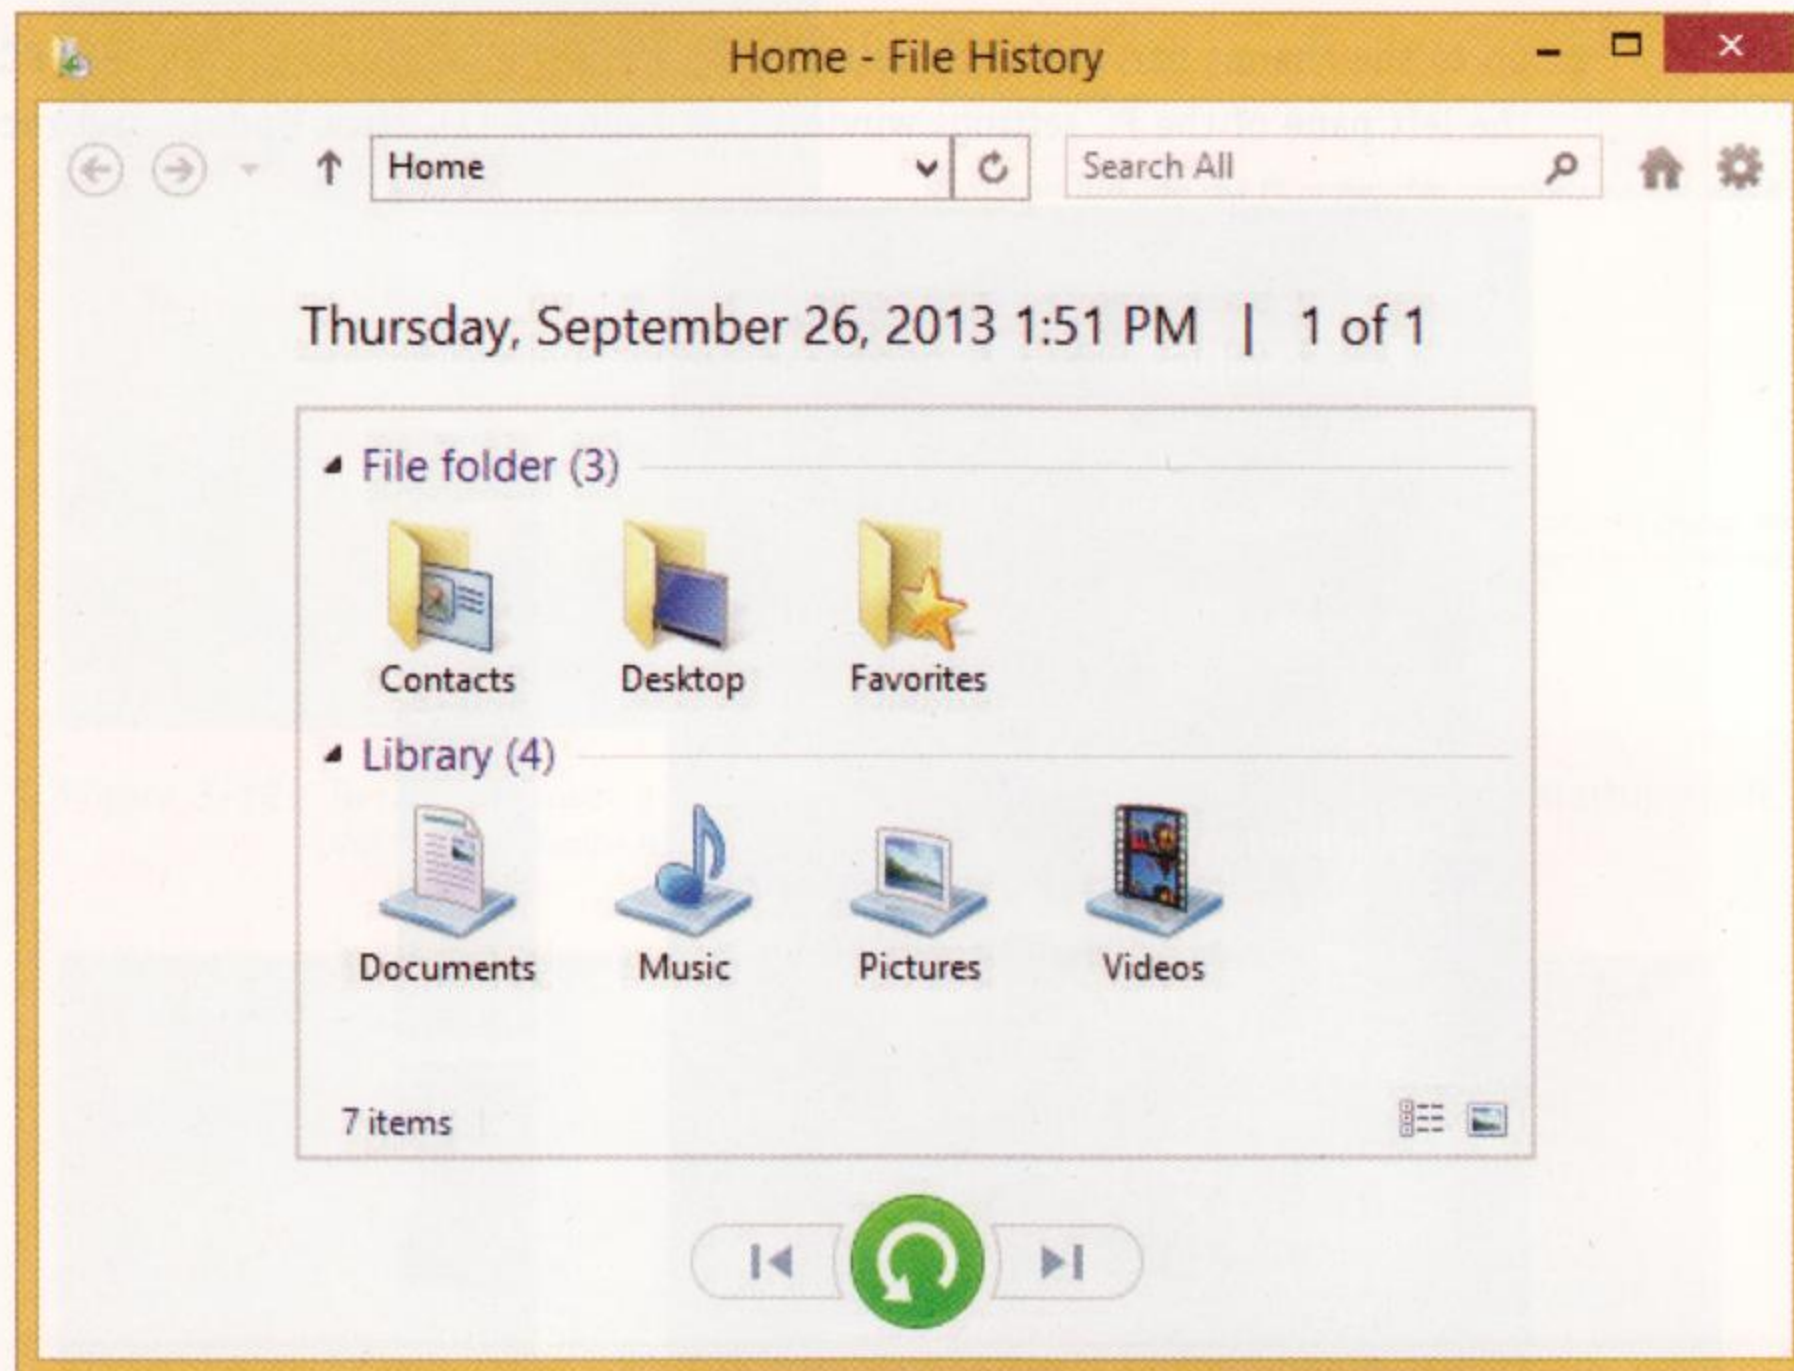 Home - File History
Home
Search All
Thursday, September 26, 2013 1:51 PM | 1 of 1
File folder (3)
Contacts Desktop Favorites
Library (4)
Documents Music Pictures Videos
7 items